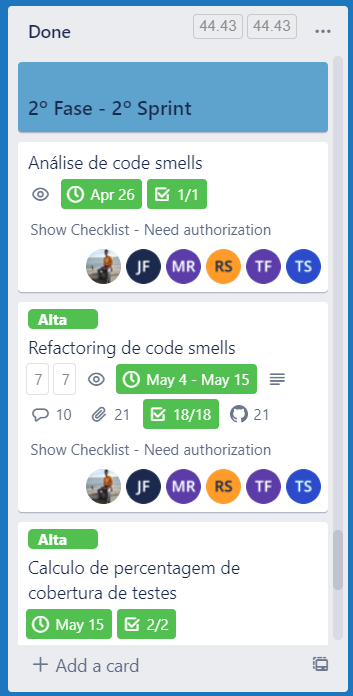 Done 44.43 44.43
2° Fase - 2° Sprint
Análise de code smells
Apr 26 1/1
Show Checklist - Need authorization
JF MR RS TF TS
Alta
Refactoring de code smells
7 7 May 4 - May 15
10 21 18/18 21
Show Checklist - Need authorization
JF MR RS TF TS
Alta
Calculo de percentagem de
cobertura de testes
May 15 2/2
+ Add a card